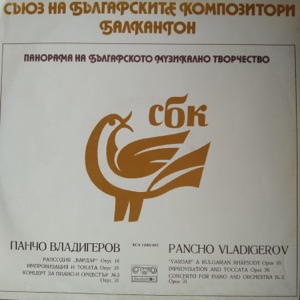 СЪЮЗ НА БЪЛГАРСКИТЕ КОМПОЗИТОРИ
БАЛКАНТОН
ПАНОРАМА НА БЪЛГАРСКОТО МУЗИКАЛНО ТВОРЧЕСТВО
сбк
ПАНЧО ВЛАДИГЕРОВ
РАПСОДИЯ „ВАРДАР" Опус 16
ИМПРОВИЗАЦИЯ И ТОКАТА Опус 36
КОНЦЕРТ ЗА ПИАНО И ОРКЕСТЪР №3
Опус 31
PANCHO VLADIGEROV
"VARDAR" A BULGARIAN RHAPSODY Opus 16
IMPROVISATION AND TOCCATA Opus 36
CONCERTO FOR PIANO AND ORCHESTRA N.3
Opus 31